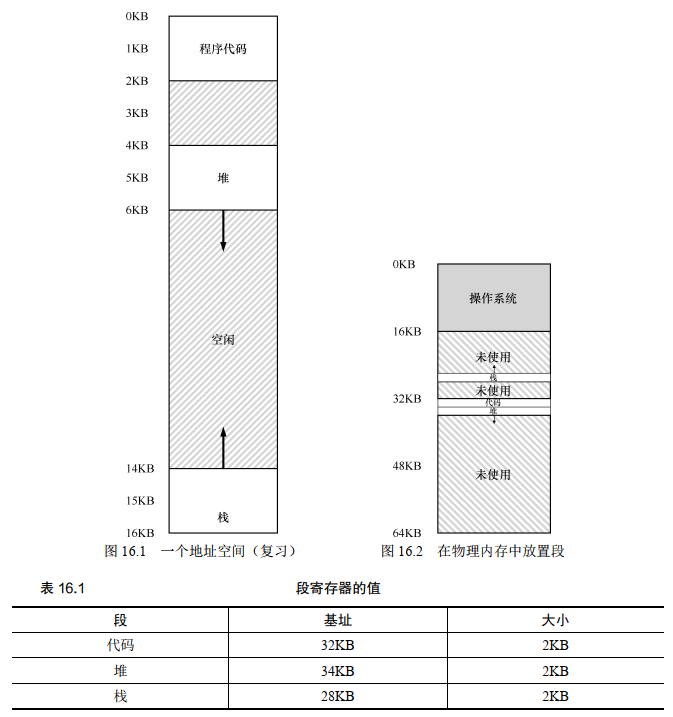 0KB
1KB
程序代码
2KB
3KB
4KB
5KB
堆
6KB
空闲
14KB
15KB
栈
16KB
图 16.1 一个地址空间（复习）
0KB
操作系统
16KB
未使用
栈
未使用
32KB
代码
堆
48KB
未使用
64KB
图 16.2 在物理内存中放置段
表 16.1 段寄存器的值
段 基址 大小
代码 32KB 2KB
堆 34KB 2KB
栈 28KB 2KB